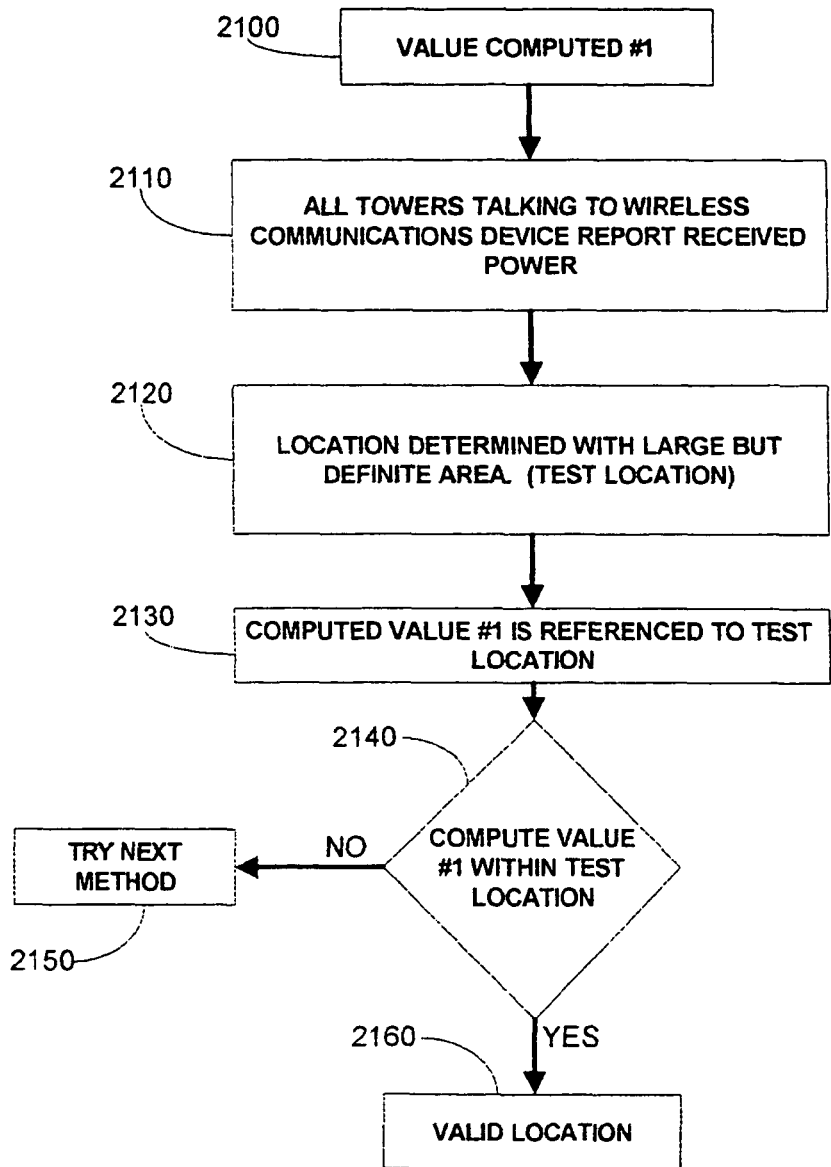 2100
VALUE COMPUTED #1
2110
ALL TOWERS TALKING TO WIRELESS
COMMUNICATIONS DEVICE REPORT RECEIVED
POWER
2120
LOCATION DETERMINED WITH LARGE BUT
DEFINITE AREA. (TEST LOCATION)
2130
COMPUTED VALUE #1 IS REFERENCED TO TEST
LOCATION
2140
COMPUTE VALUE
#1 WITHIN TEST
LOCATION
NO
TRY NEXT
METHOD
2150
YES
2160
VALID LOCATION